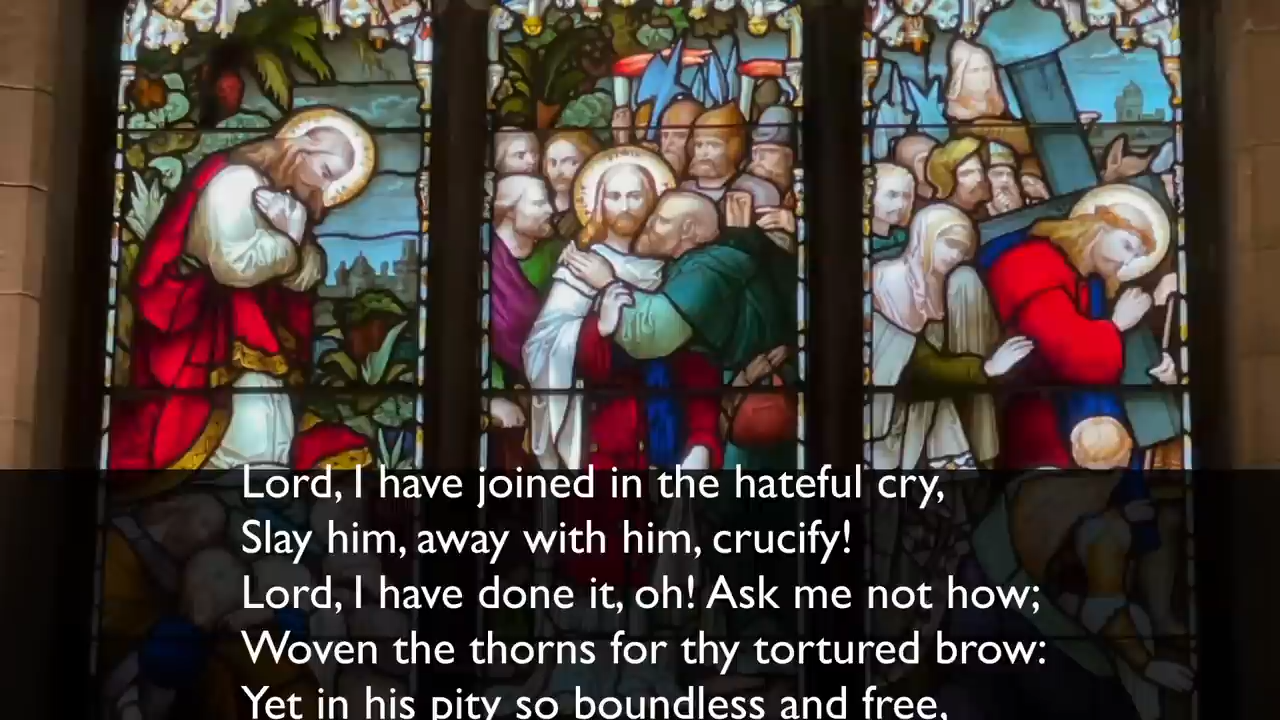 Lord, I have joined in the hateful cry,
Slay him, away with him, crucify!
Lord, I have done it, oh! Ask me not how;
Woven the thorns for thy tortured brow:
Yet in his pity so boundless and free,